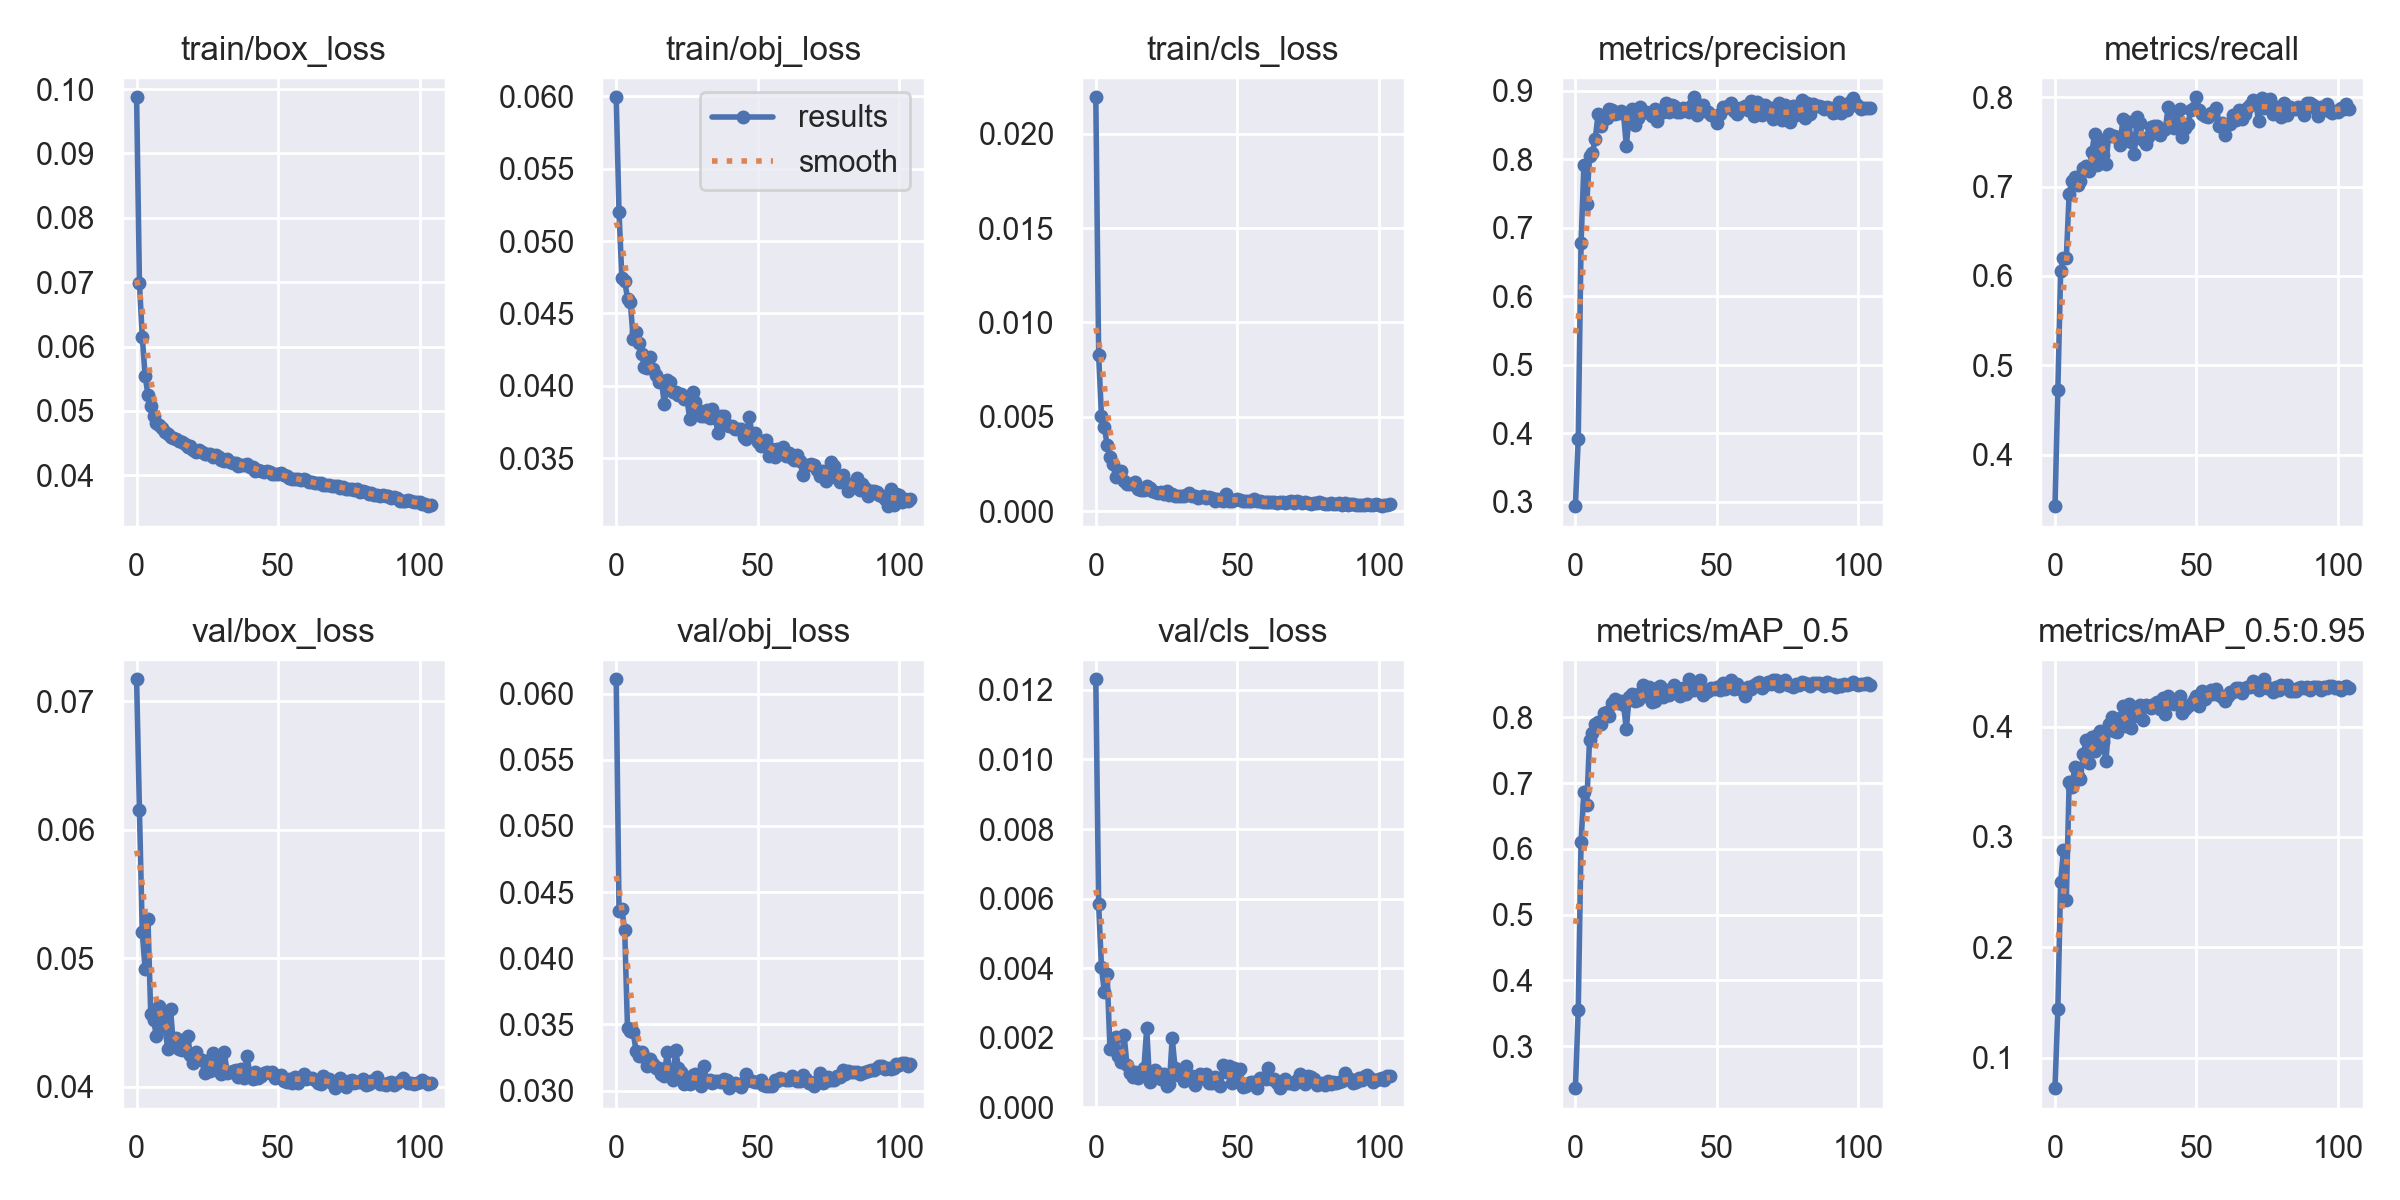 train/box_loss
0.10
0.09
0.08
0.07
0.06
0.05
0.04
0 50 100
train/obj_loss
results
smooth
0.060
0.055
0.050
0.045
0.040
0.035
0 50 100
train/cls_loss
0.020
0.015
0.010
0.005
0.000
0 50 100
metrics/precision
0.9
0.8
0.7
0.6
0.5
0.4
0.3
0 50 100
metrics/recall
0.8
0.7
0.6
0.5
0.4
0 50 100
val/box_loss
0.07
0.06
0.05
0.04
0 50 100
val/obj_loss
0.060
0.055
0.050
0.045
0.040
0.035
0.030
0 50 100
val/cls_loss
0.012
0.010
0.008
0.006
0.004
0.002
0.000
0 50 100
metrics/mAP_0.5
0.8
0.7
0.6
0.5
0.4
0.3
0 50 100
metrics/mAP_0.5:0.95
0.4
0.3
0.2
0.1
0 50 100